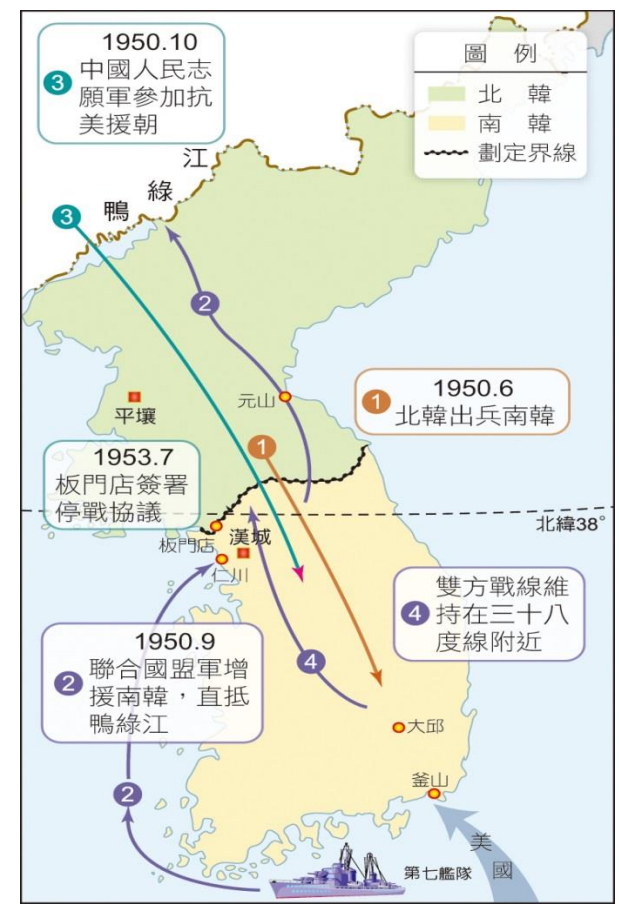 1950.10
3 中國人民志
願軍參加抗
美援朝
圖 例
北 韓
南 韓
劃定界線
鴨綠江
3
2
元山
平壤
1950.6
1 北韓出兵南韓
1
1953.7
板門店簽署
停戰協議
北緯38°
板門店
漢城
仁川
雙方戰線維
4 持在三十八
度線附近
4
1950.9
聯合國盟軍增
2 援南韓,直抵
鴨綠江
大邱
釜山
2
美國
第七艦隊